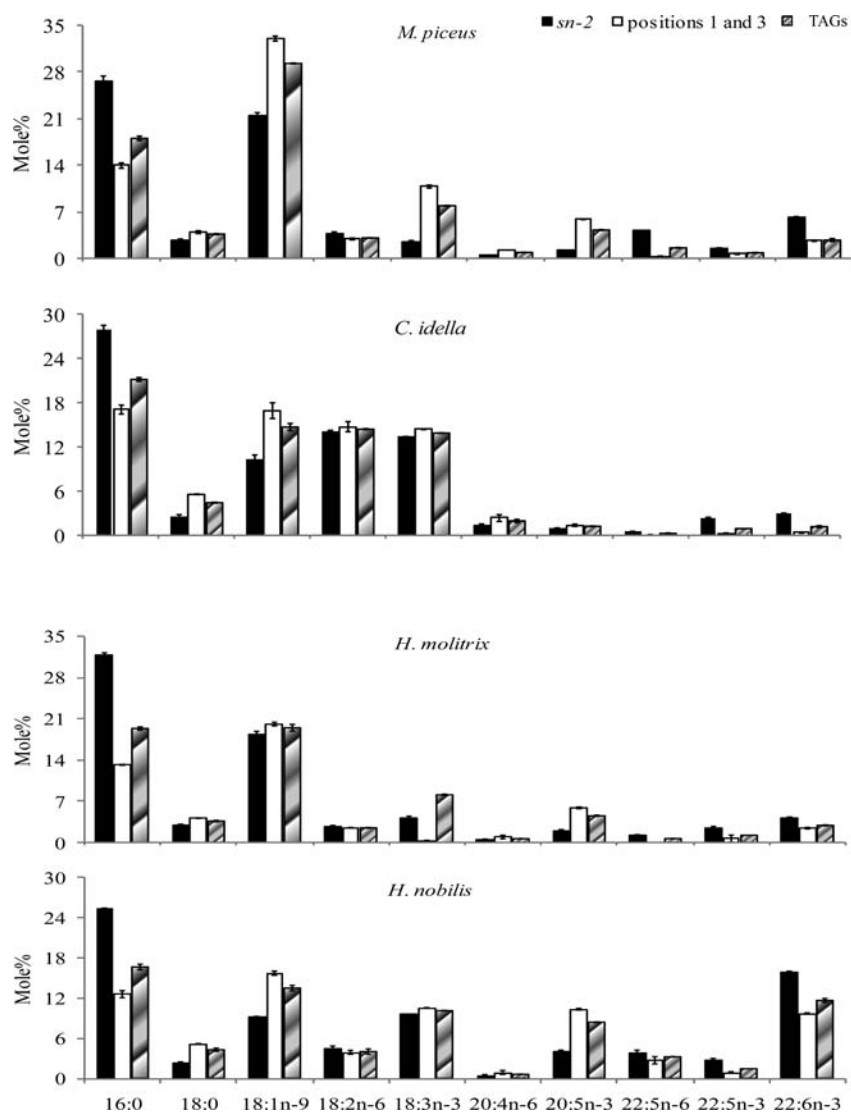 M. piceus
sn-2 positions 1 and 3 TAGs
Mole%
35
28
21
14
7
0
C. idella
Mole%
30
24
18
12
6
0
H. molitrix
Mole%
35
28
21
14
7
0
H. nobilis
Mole%
30
24
18
12
6
0
16:0 18:0 18:1n-9 18:2n-6 18:3n-3 20:4n-6 20:5n-3 22:5n-6 22:5n-3 22:6n-3